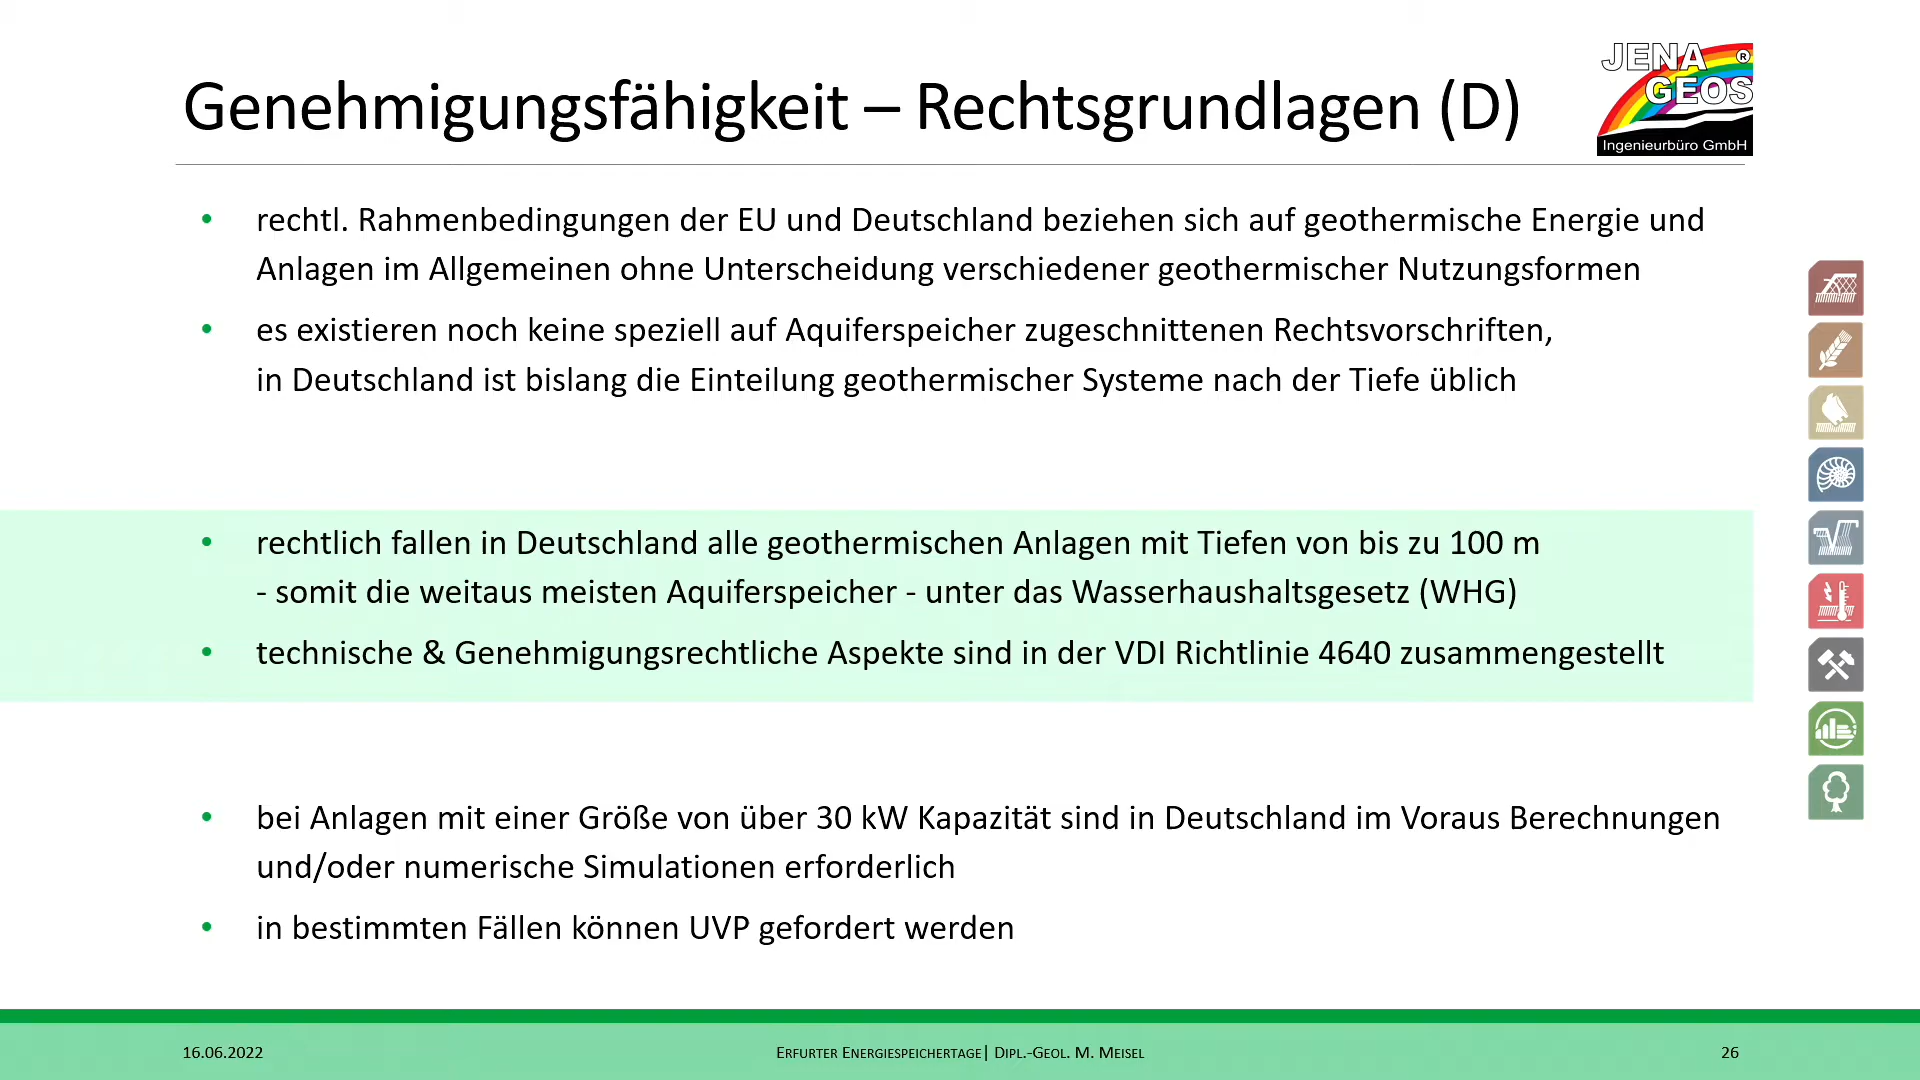 Genehmigungsfähigkeit – Rechtsgrundlagen (D)
JENA ®
GEOS
Ingenieurbüro GmbH
• rechtl. Rahmenbedingungen der EU und Deutschland beziehen sich auf geothermische Energie und
Anlagen im Allgemeinen ohne Unterscheidung verschiedener geothermischer Nutzungsformen
• es existieren noch keine speziell auf Aquiferspeicher zugeschnittenen Rechtsvorschriften,
in Deutschland ist bislang die Einteilung geothermischer Systeme nach der Tiefe üblich
• rechtlich fallen in Deutschland alle geothermischen Anlagen mit Tiefen von bis zu 100 m
- somit die weitaus meisten Aquiferspeicher - unter das Wasserhaushaltsgesetz (WHG)
• technische & Genehmigungsrechtliche Aspekte sind in der VDI Richtlinie 4640 zusammengestellt
• bei Anlagen mit einer Größe von über 30 kW Kapazität sind in Deutschland im Voraus Berechnungen
und/oder numerische Simulationen erforderlich
• in bestimmten Fällen können UVP gefordert werden
16.06.2022
Erfurter Energiespeichertage| Dipl.-Geol. M. Meisel
26